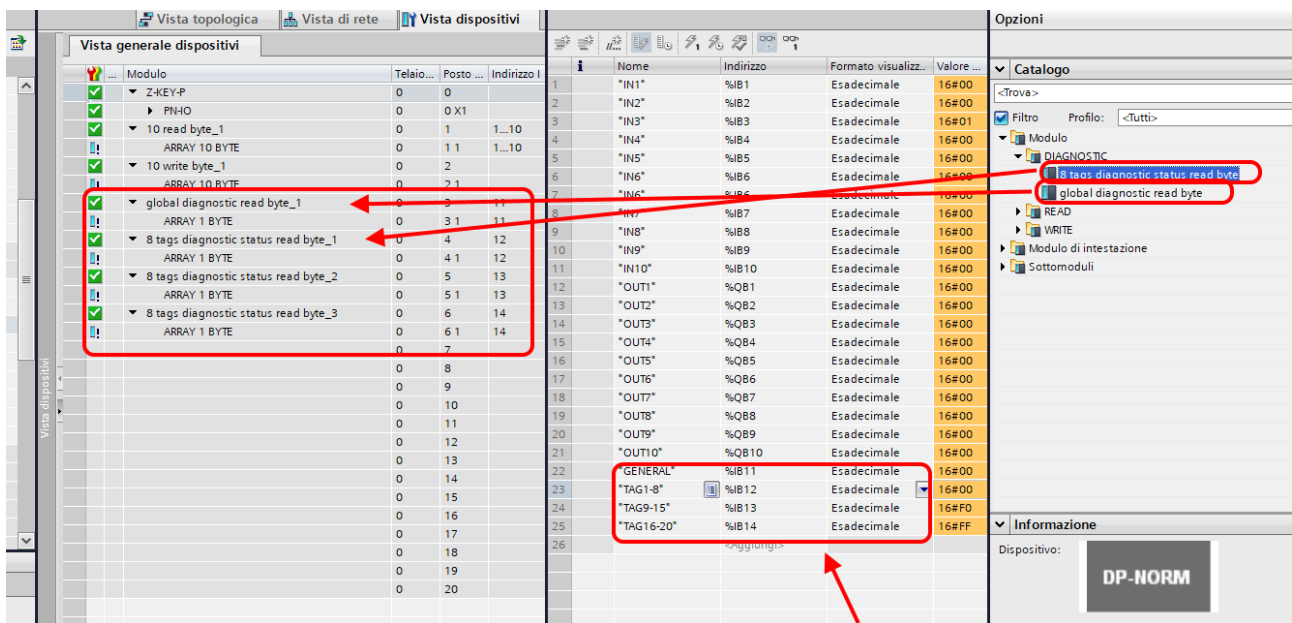 Vista topologica Vista di rete Vista dispositivi
Vista generale dispositivi
... Modulo Telaio... Posto ... Indirizzo I
Z-KEY-P 0 0
PN-IO 0 0 X1
10 read byte_1 0 1 1...10
ARRAY 10 BYTE 0 1 1 1...10
10 write byte_1 0 2
ARRAY 10 BYTE 0 2 1
global diagnostic read byte_1 0 3 11
ARRAY 1 BYTE 0 3 1 11
8 tags diagnostic status read byte_1 0 4 12
ARRAY 1 BYTE 0 4 1 12
8 tags diagnostic status read byte_2 0 5 13
ARRAY 1 BYTE 0 5 1 13
8 tags diagnostic status read byte_3 0 6 14
ARRAY 1 BYTE 0 6 1 14
0 7
0 8
0 9
0 10
0 11
0 12
0 13
0 14
0 15
0 16
0 17
0 18
0 19
0 20
Vista dispositivi
i Nome Indirizzo Formato visualizz.. Valore ...
1 "IN1" %IB1 Esadecimale 16#00
2 "IN2" %IB2 Esadecimale 16#00
3 "IN3" %IB3 Esadecimale 16#01
4 "IN4" %IB4 Esadecimale 16#00
5 "IN5" %IB5 Esadecimale 16#00
6 "IN6" %IB6 Esadecimale 16#00
7 "IN6" %IB6 Esadecimale 16#00
8 "IN7" %IB7 Esadecimale 16#00
9 "IN8" %IB8 Esadecimale 16#00
10 "IN9" %IB9 Esadecimale 16#00
11 "IN10" %IB10 Esadecimale 16#00
12 "OUT1" %QB1 Esadecimale 16#00
13 "OUT2" %QB2 Esadecimale 16#00
14 "OUT3" %QB3 Esadecimale 16#00
15 "OUT4" %QB4 Esadecimale 16#00
16 "OUT5" %QB5 Esadecimale 16#00
17 "OUT6" %QB6 Esadecimale 16#00
18 "OUT7" %QB7 Esadecimale 16#00
19 "OUT8" %QB8 Esadecimale 16#00
20 "OUT9" %QB9 Esadecimale 16#00
21 "OUT10" %QB10 Esadecimale 16#00
22 "GENERAL" %IB11 Esadecimale 16#00
23 "TAG1-8" %IB12 Esadecimale 16#00
24 "TAG9-15" %IB13 Esadecimale 16#F0
25 "TAG16-20" %IB14 Esadecimale 16#FF
26 <Aggiungi>
Opzioni
Catalogo
<Trova>
Filtro Profilo: <Tutti>
Modulo
DIAGNOSTIC
8 tags diagnostic status read byte
global diagnostic read byte
READ
WRITE
Modulo di intestazione
Sottomoduli
Informazione
Dispositivo:
DP-NORM